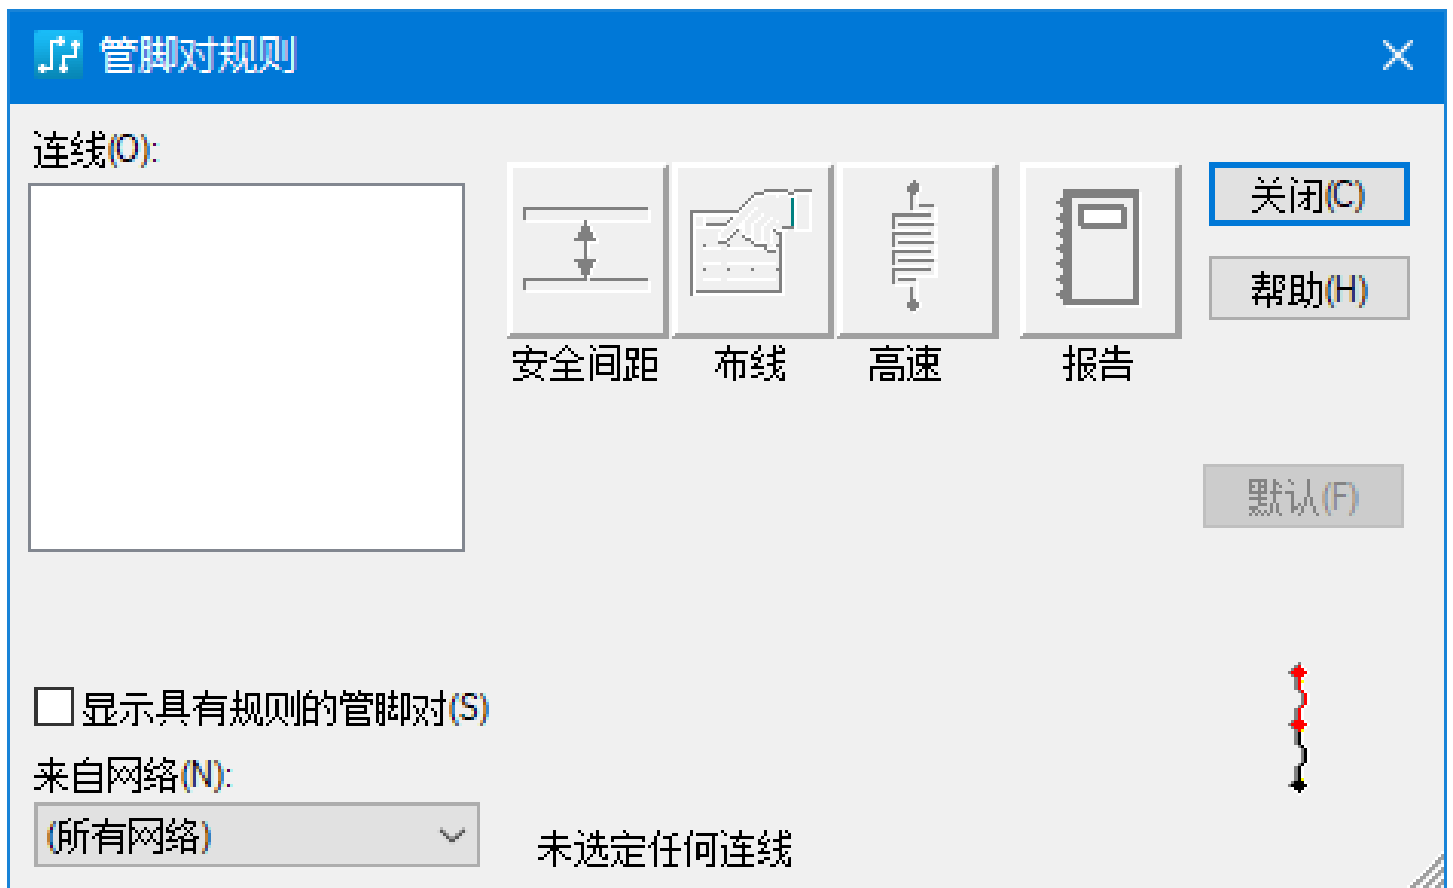 管脚对规则
连线(O):
关闭(C)
帮助(H)
安全间距
布线
高速
报告
默认(F)
显示具有规则的管脚对(S)
来自网络(N):
(所有网络)
未选定任何连线